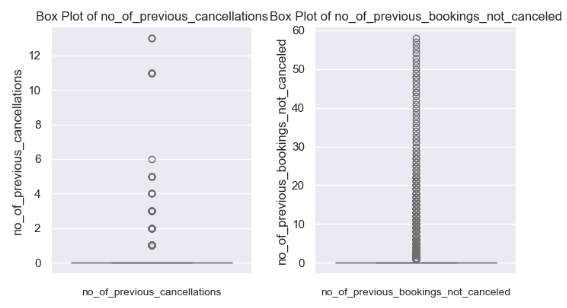 Box Plot of no_of_previous_cancellations
no_of_previous_cancellations
12
10
8
6
4
2
0
no_of_previous_cancellations
Box Plot of no_of_previous_bookings_not_canceled
no_of_previous_bookings_not_canceled
60
50
40
30
20
10
0
no_of_previous_bookings_not_canceled